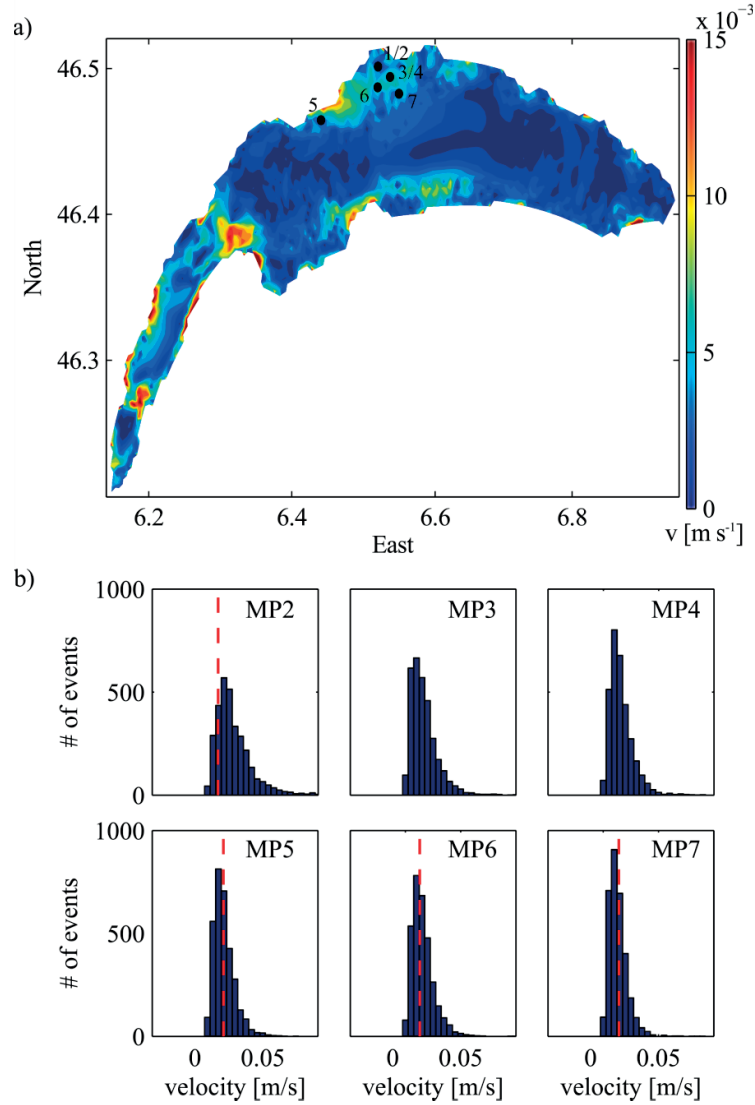 a)
x 10⁻³
15
10
5
0
v [m s⁻¹]
46.5
46.4
46.3
North
1/2
3/4
6
7
5
6.2 6.4 6.6 6.8
East
b)
1000
500
0
# of events
MP2
MP3
MP4
1000
500
0
# of events
MP5
MP6
MP7
0 0.05
0 0.05
0 0.05
velocity [m/s]
velocity [m/s]
velocity [m/s]